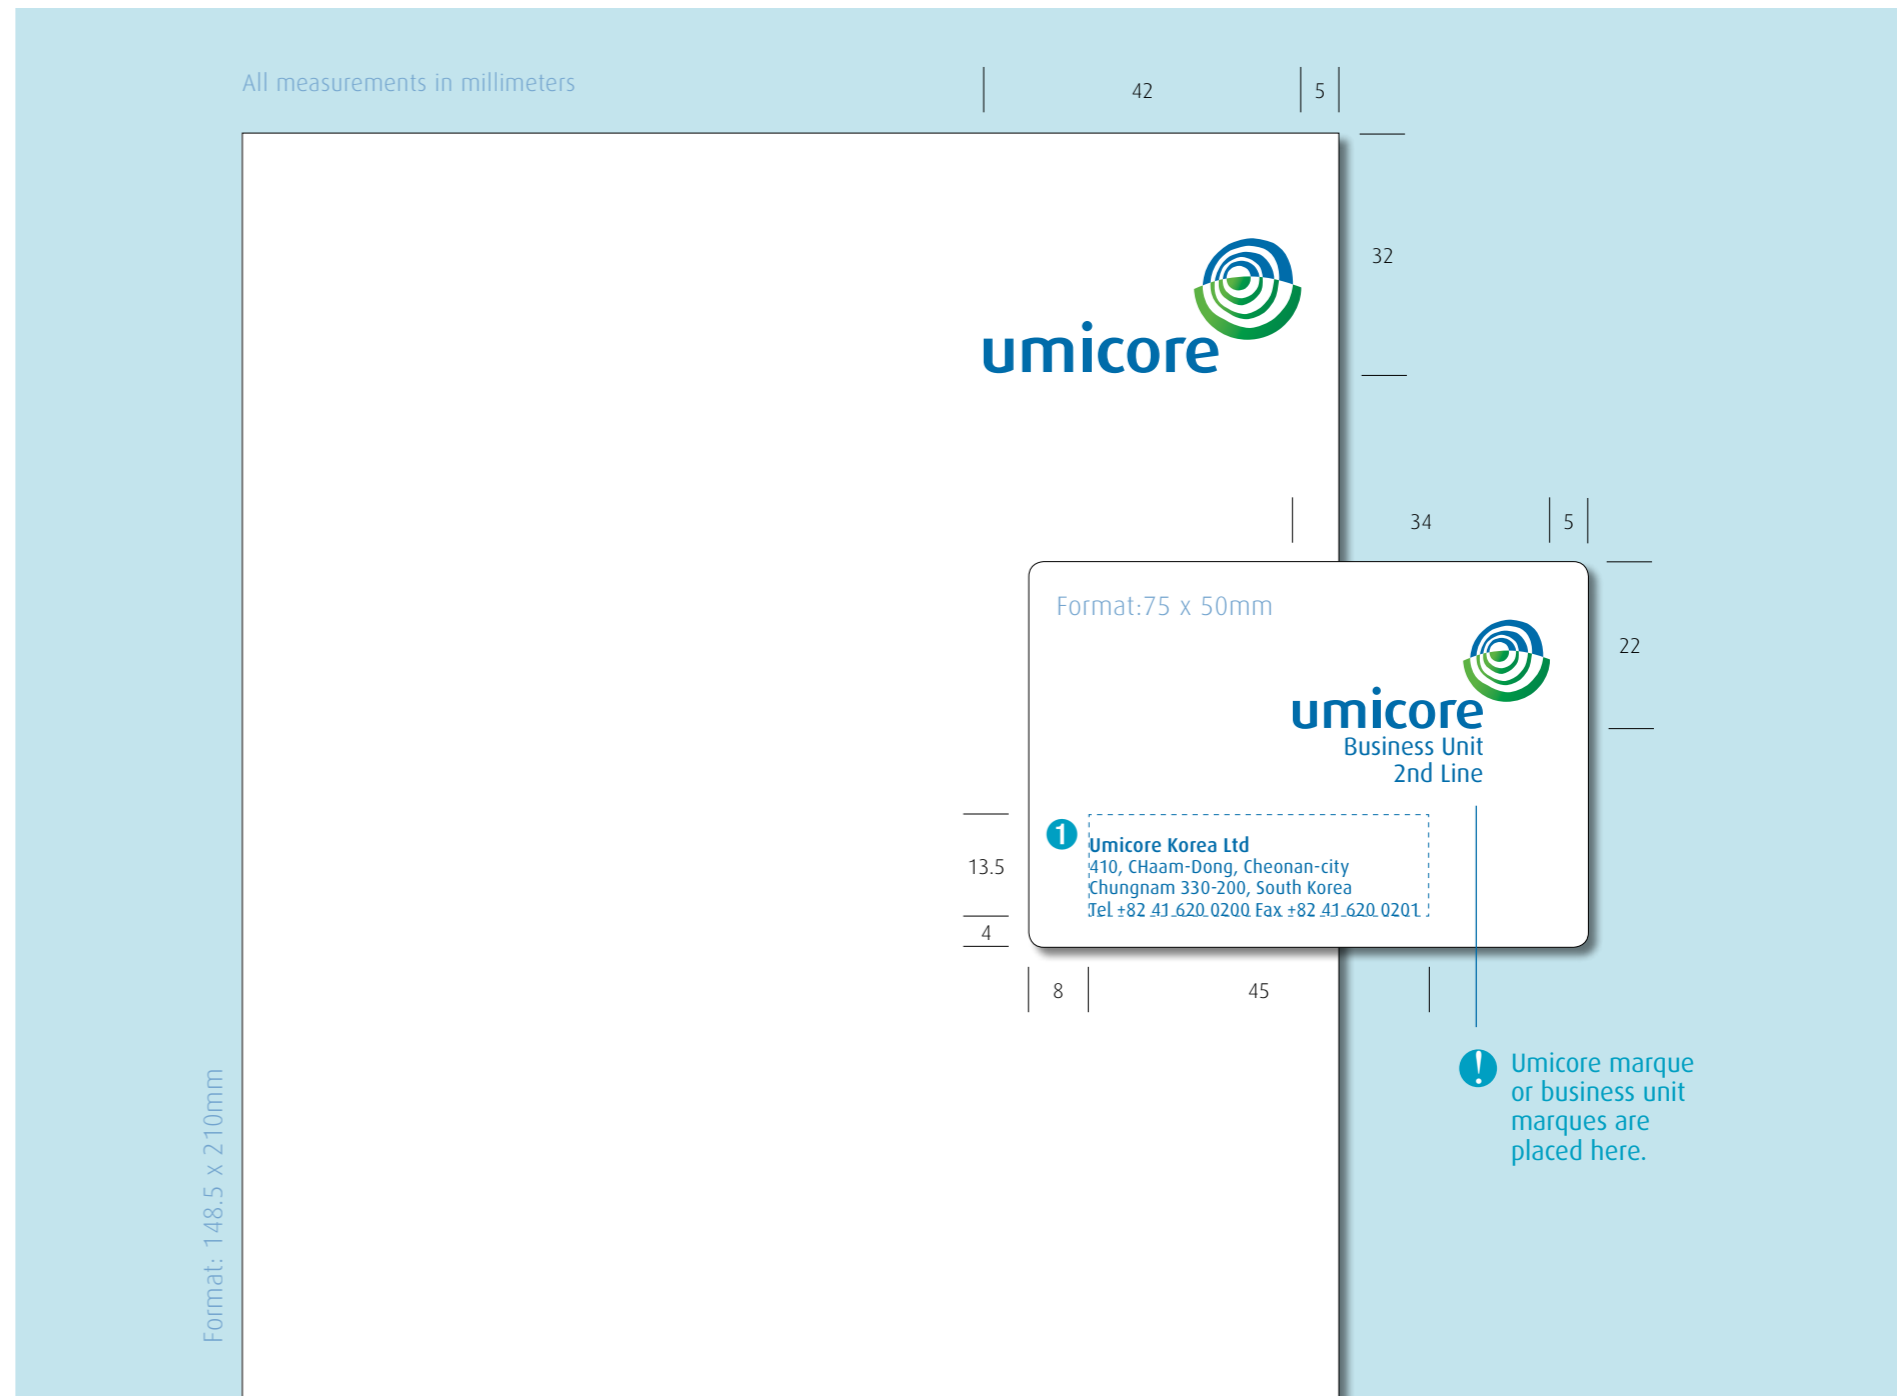 All measurements in millimeters
42
5
32
umicore
34
5
Format:75 x 50mm
22
umicore
Business Unit
2nd Line
1
Umicore Korea Ltd
410, CHaam-Dong, Cheonan-city
Chungnam 330-200, South Korea
Tel +82 41 620 0200 Fax +82 41 620 0201
13.5
4
8
45
!
Umicore marque
or business unit
marques are
placed here.
Format: 148.5 x 210mm